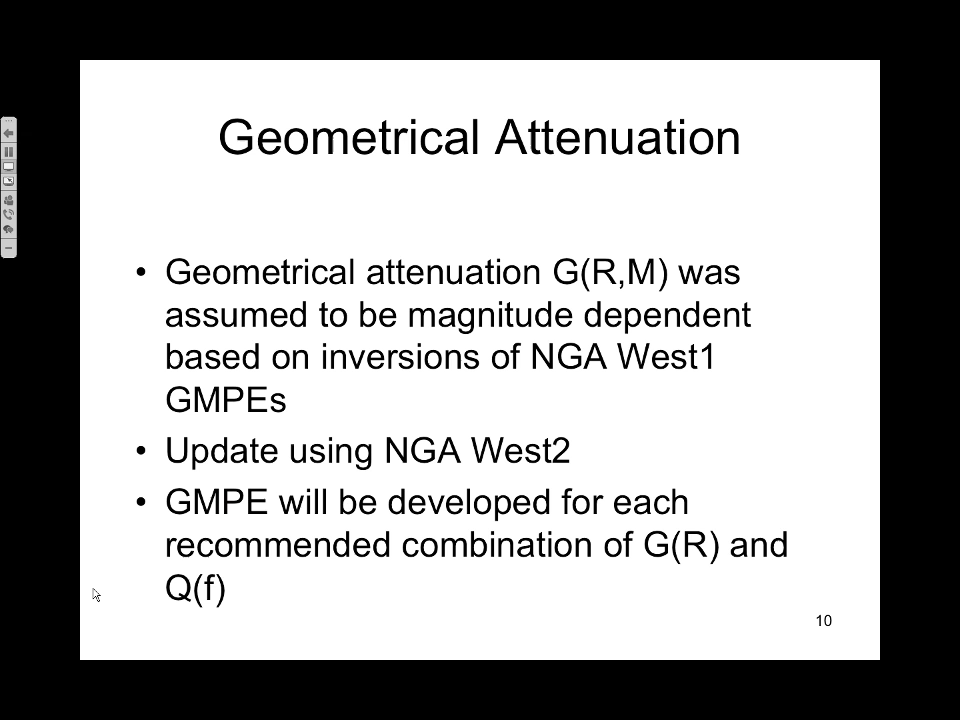 Geometrical Attenuation
• Geometrical attenuation G(R,M) was
assumed to be magnitude dependent
based on inversions of NGA West1
GMPEs
• Update using NGA West2
• GMPE will be developed for each
recommended combination of G(R) and
Q(f)
10